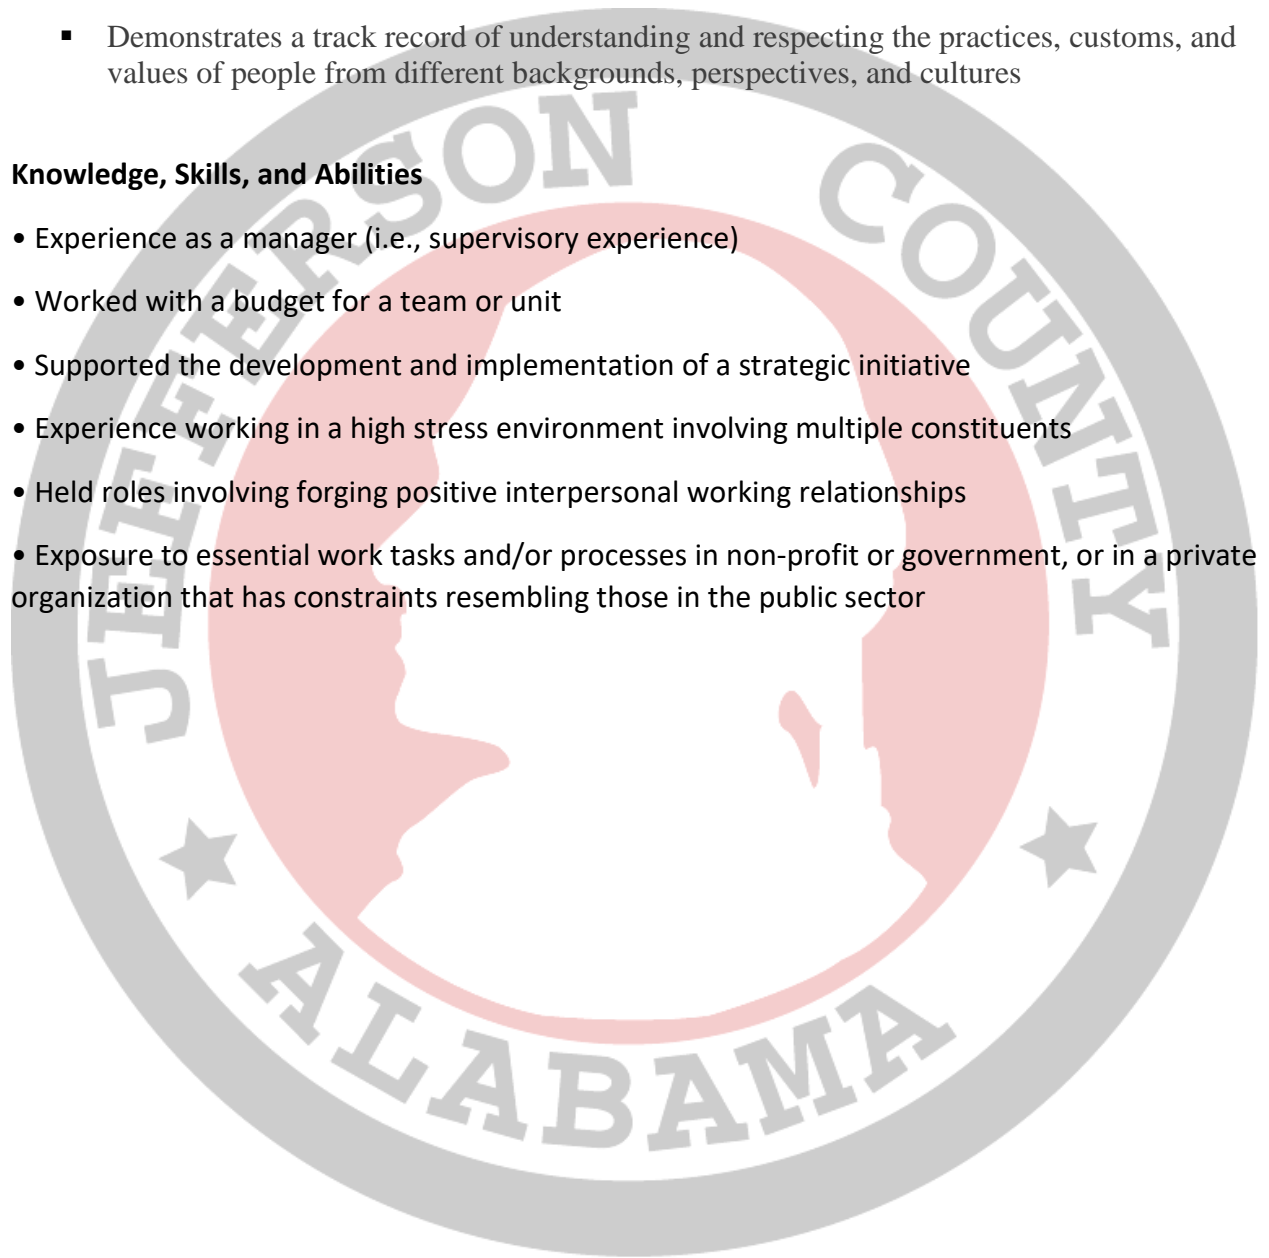 ▪ Demonstrates a track record of understanding and respecting the practices, customs, and
values of people from different backgrounds, perspectives, and cultures
Knowledge, Skills, and Abilities
• Experience as a manager (i.e., supervisory experience)
• Worked with a budget for a team or unit
• Supported the development and implementation of a strategic initiative
• Experience working in a high stress environment involving multiple constituents
• Held roles involving forging positive interpersonal working relationships
• Exposure to essential work tasks and/or processes in non-profit or government, or in a private
organization that has constraints resembling those in the public sector
JEFFERSON COUNTY
ALABAMA